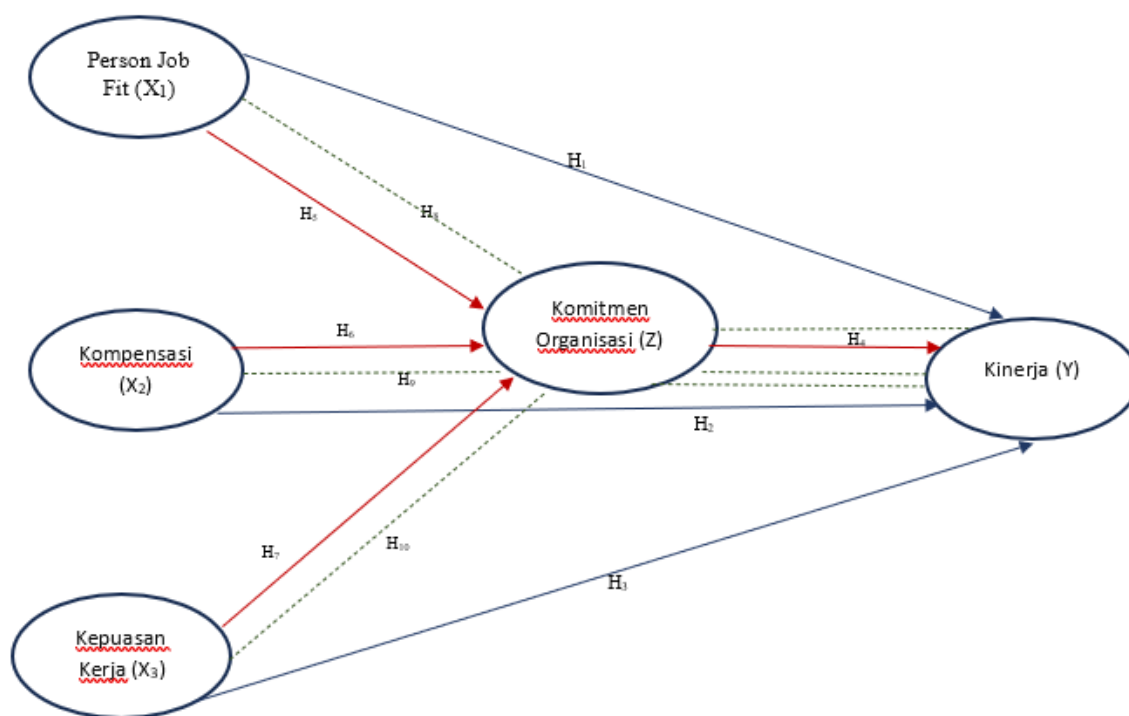 Person Job
Fit (X₁)
H₁
H₅
H₈
Komitmen
Organisasi (Z)
H₆
H₄
Kompensasi
(X₂)
H₉
Kinerja (Y)
H₂
H₇
H₁₀
H₃
Kepuasan
Kerja (X₃)